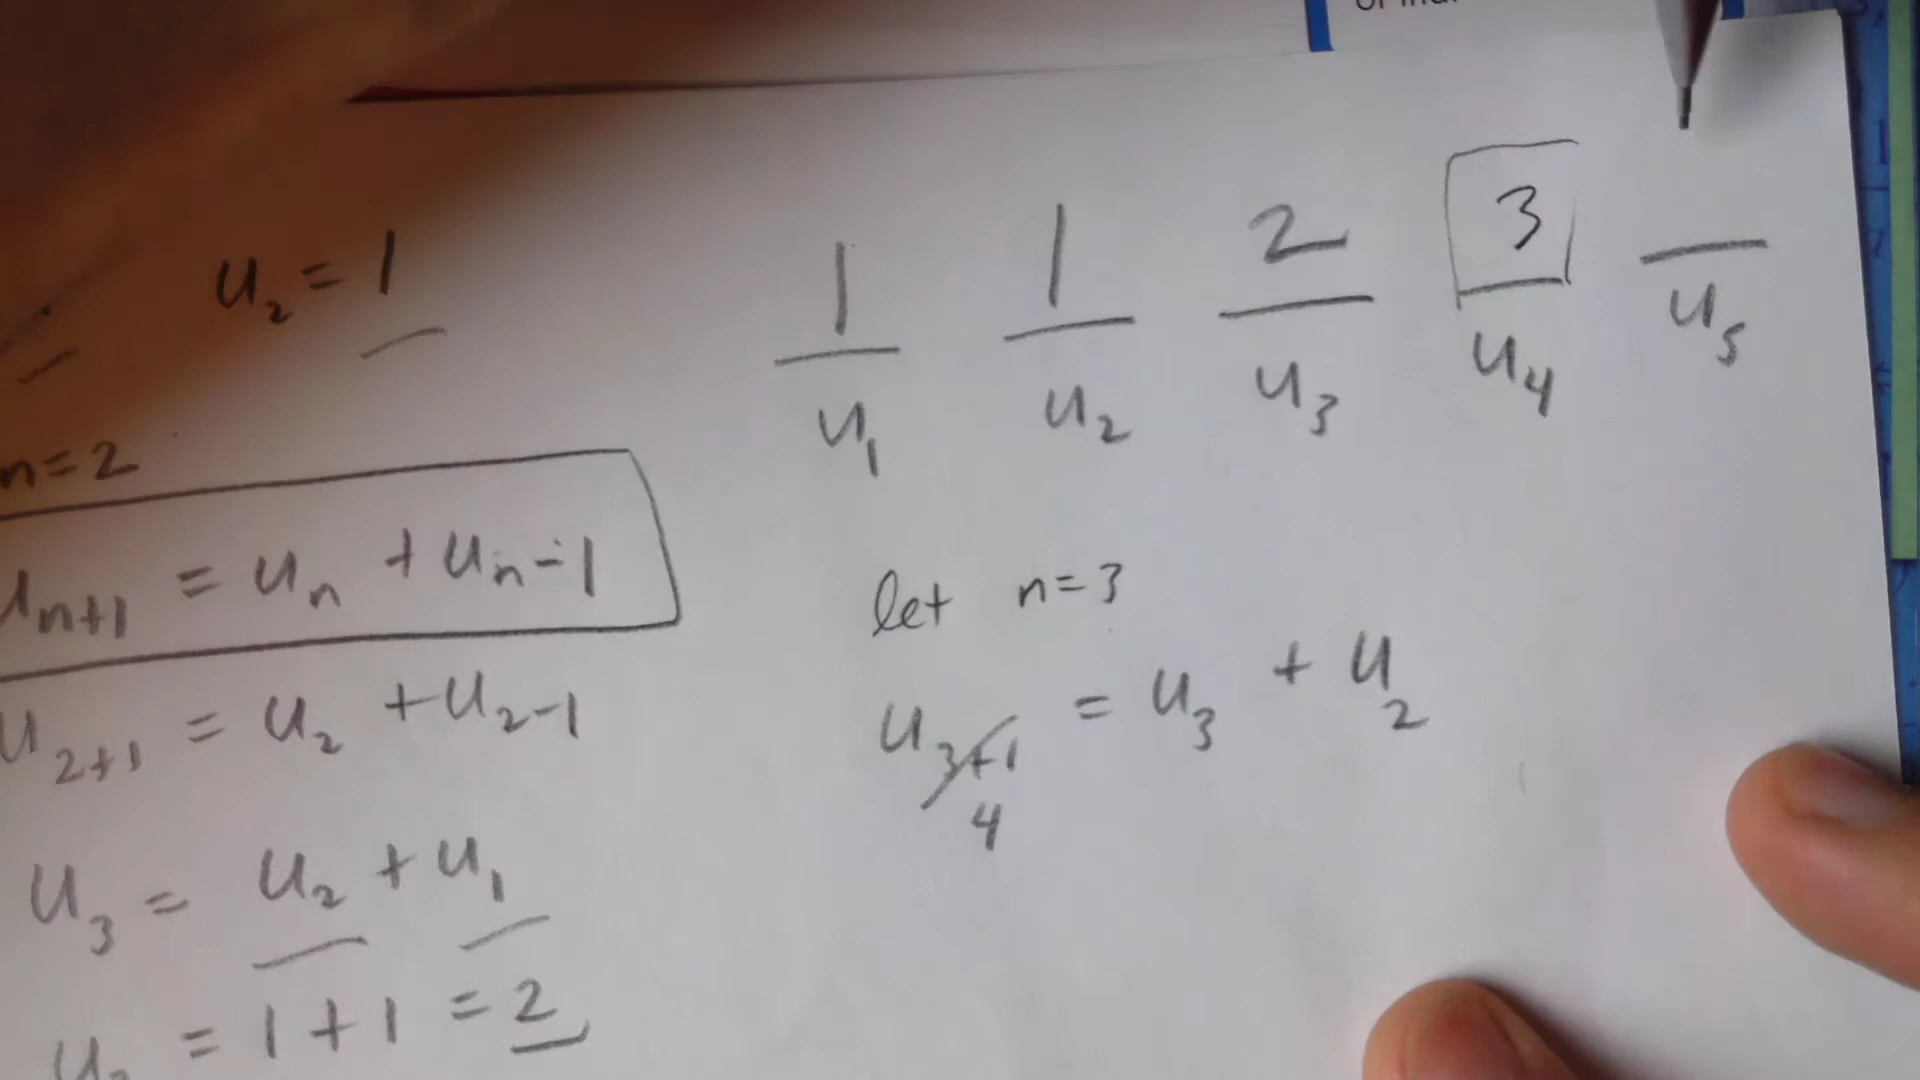 u₂ = 1
1 1 2 3
u₁ u₂ u₃ u₄ u₅
n=2
uₙ₊₁ = uₙ + uₙ₋₁
let n=3
u₂₊₁ = u₂ + u₂₋₁
u₃₊₁ = u₃ + u₂
4
u₃ = u₂ + u₁
= 1 + 1 = 2